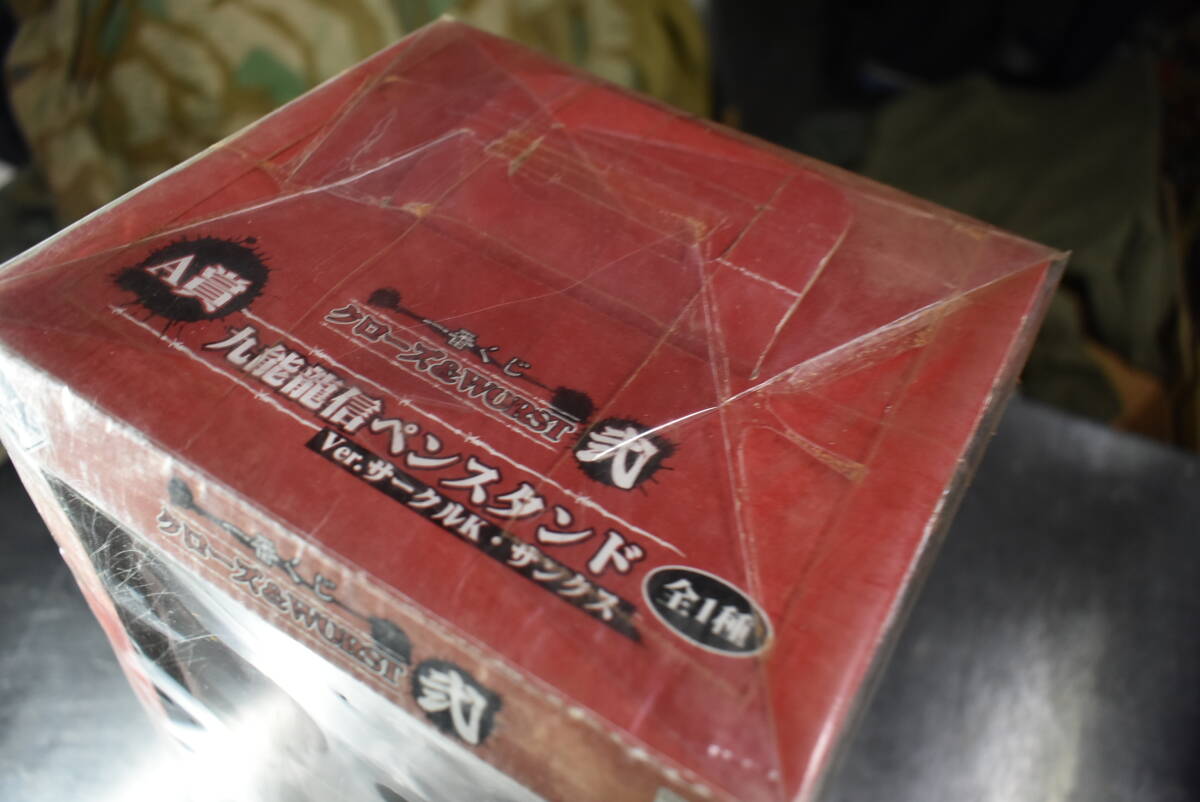 A賞
一番くじ
クローズ&WORST
弐
九能龍信ペンスタンド
Ver.サークルK・サンクス
全1種
一番くじ
クローズ&WORST
弐